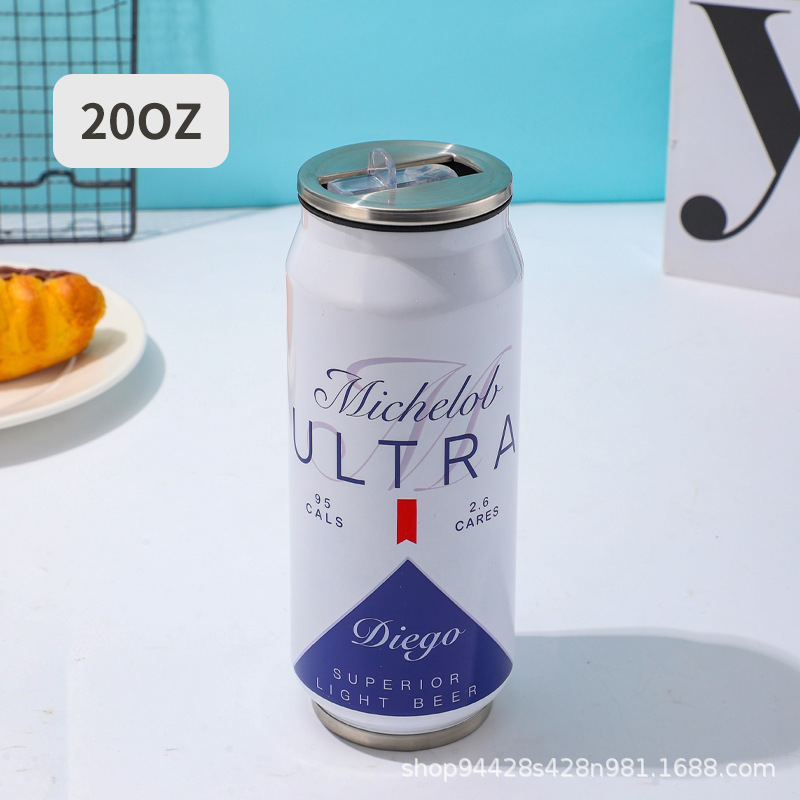 20OZ
y
Michelob
ULTRA
95
CALS
2.6
CARES
Diego
SUPERIOR
LIGHT BEER
shop94428s428n981.1688.com